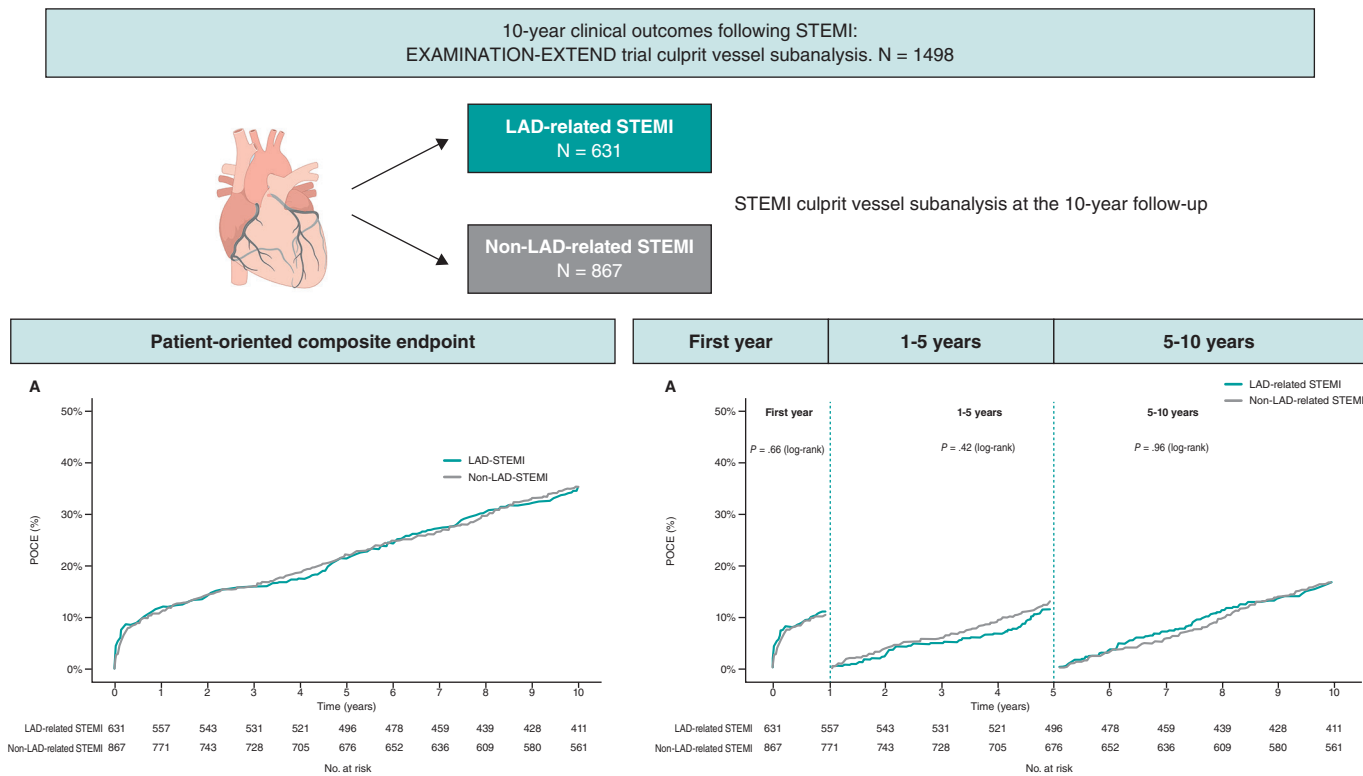 10-year clinical outcomes following STEMI:
EXAMINATION-EXTEND trial culprit vessel subanalysis. N = 1498
LAD-related STEMI
N = 631
STEMI culprit vessel subanalysis at the 10-year follow-up
Non-LAD-related STEMI
N = 867
Patient-oriented composite endpoint
A
50%
40%
30%
20%
10%
0%
POCE (%)
LAD-STEMI
Non-LAD-STEMI
0 1 2 3 4 5 6 7 8 9 10
Time (years)
LAD-related STEMI 631 557 543 531 521 496 478 459 439 428 411
Non-LAD-related STEMI 867 771 743 728 705 676 652 636 609 580 561
No. at risk
First year 1-5 years 5-10 years
A
LAD-related STEMI
Non-LAD-related STEMI
50%
40%
30%
20%
10%
0%
POCE (%)
First year 1-5 years 5-10 years
P = .66 (log-rank) P = .42 (log-rank) P = .96 (log-rank)
0 1 2 3 4 5 6 7 8 9 10
Time (years)
LAD-related STEMI 631 557 543 531 521 496 478 459 439 428 411
Non-LAD-related STEMI 867 771 743 728 705 676 652 636 609 580 561
No. at risk